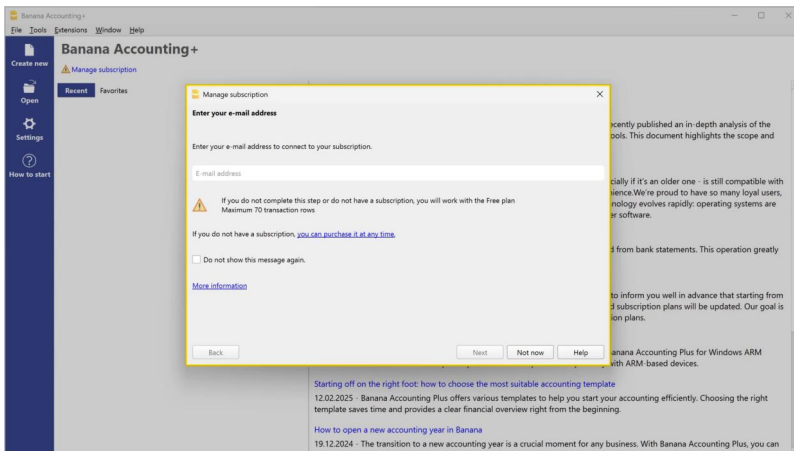 Banana Accounting+
File Tools Extensions Window Help
Create new
Open
Settings
How to start
Banana Accounting+
Manage subscription
Recent Favorites
Manage subscription
Enter your e-mail address
Enter your e-mail address to connect to your subscription.
E-mail address
If you do not complete this step or do not have a subscription, you will work with the Free plan
Maximum 70 transaction rows
If you do not have a subscription, you can purchase it at any time.
Do not show this message again.
More information
Back Next Not now Help
published an in-depth analysis of the
This document highlights the scope and
if it's an older one - is still compatible with
We're proud to have so many loyal users,
evolves rapidly: operating systems are
software.
from bank statements. This operation greatly
to inform you well in advance that starting from
subscription plans will be updated. Our goal is
plans.
Accounting Plus for Windows ARM
with ARM-based devices.
Starting off on the right foot: how to choose the most suitable accounting template
12.02.2025 - Banana Accounting Plus offers various templates to help you start your accounting efficiently. Choosing the right
template saves time and provides a clear financial overview right from the beginning.
How to open a new accounting year in Banana
19.12.2024 - The transition to a new accounting year is a crucial moment for any business. With Banana Accounting Plus, you can